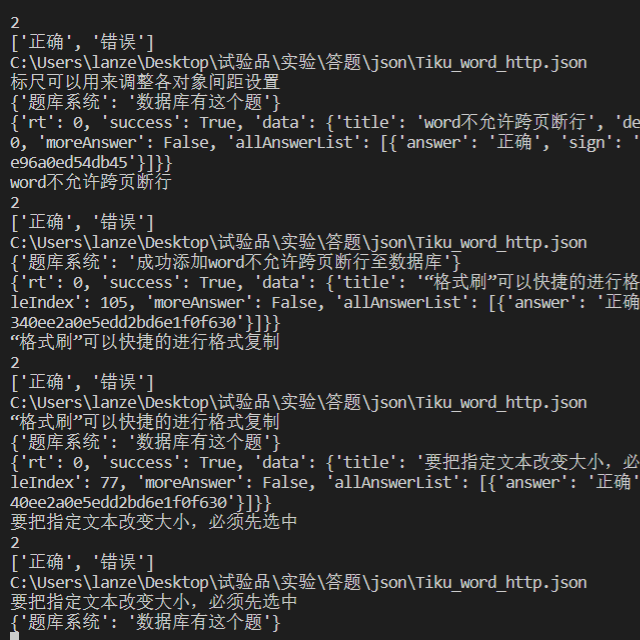 2
['正确', '错误']
C:\Users\lanze\Desktop\试验品\实验\答题\json\Tiku_word_http.json
标尺可以用来调整各对象间距设置
{'题库系统': '数据库有这个题'}
{'rt': 0, 'success': True, 'data': {'title': 'word不允许跨页断行', 'de
0, 'moreAnswer': False, 'allAnswerList': [{'answer': '正确', 'sign': '
e96a0ed54db45'}]}}
word不允许跨页断行
2
['正确', '错误']
C:\Users\lanze\Desktop\试验品\实验\答题\json\Tiku_word_http.json
{'题库系统': '成功添加word不允许跨页断行至数据库'}
{'rt': 0, 'success': True, 'data': {'title': '“格式刷”可以快捷的进行格
leIndex': 105, 'moreAnswer': False, 'allAnswerList': [{'answer': '正确
340ee2a0e5edd2bd6e1f0f630'}]}}
“格式刷”可以快捷的进行格式复制
2
['正确', '错误']
C:\Users\lanze\Desktop\试验品\实验\答题\json\Tiku_word_http.json
“格式刷”可以快捷的进行格式复制
{'题库系统': '数据库有这个题'}
{'rt': 0, 'success': True, 'data': {'title': '要把指定文本改变大小，必
leIndex': 77, 'moreAnswer': False, 'allAnswerList': [{'answer': '正确'
40ee2a0e5edd2bd6e1f0f630'}]}}
要把指定文本改变大小，必须先选中
2
['正确', '错误']
C:\Users\lanze\Desktop\试验品\实验\答题\json\Tiku_word_http.json
要把指定文本改变大小，必须先选中
{'题库系统': '数据库有这个题'}